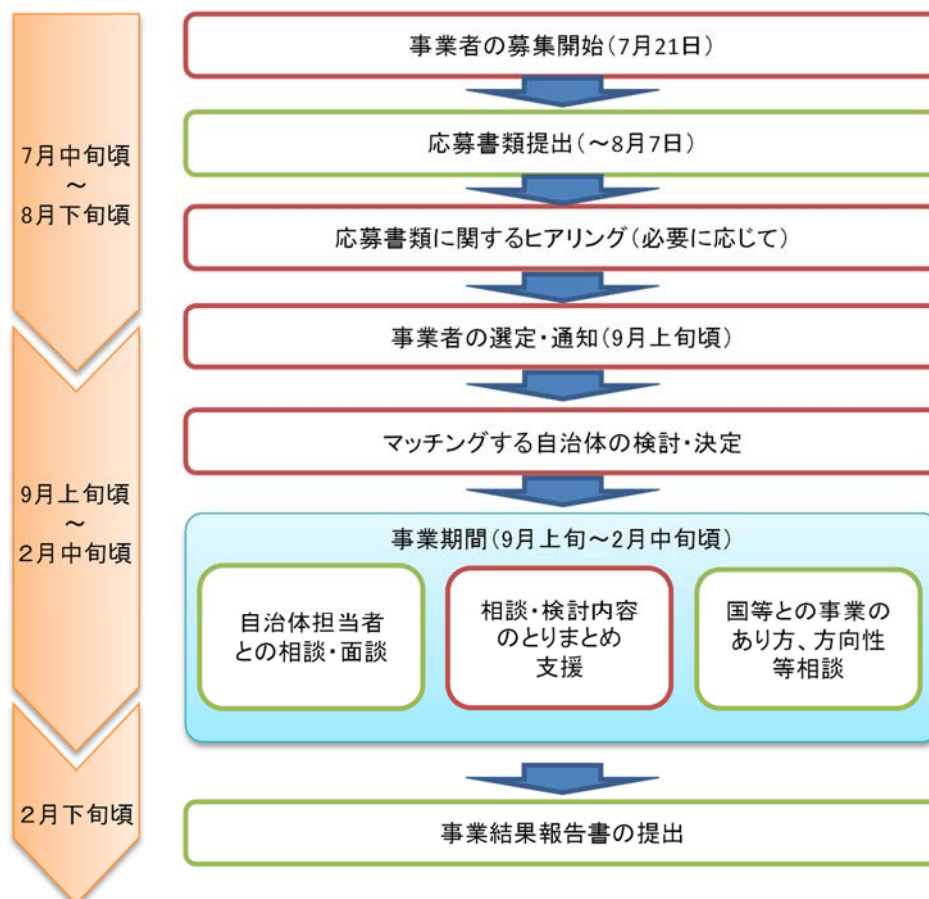 7月中旬頃
～
8月下旬頃
事業者の募集開始（7月21日）
応募書類提出（～8月7日）
応募書類に関するヒアリング（必要に応じて）
事業者の選定・通知（9月上旬頃）
9月上旬頃
～
２月中旬頃
マッチングする自治体の検討・決定
事業期間（9月上旬～2月中旬頃）
自治体担当者
との相談・面談
相談・検討内容
のとりまとめ
支援
国等との事業の
あり方、方向性
等相談
２月下旬頃
事業結果報告書の提出